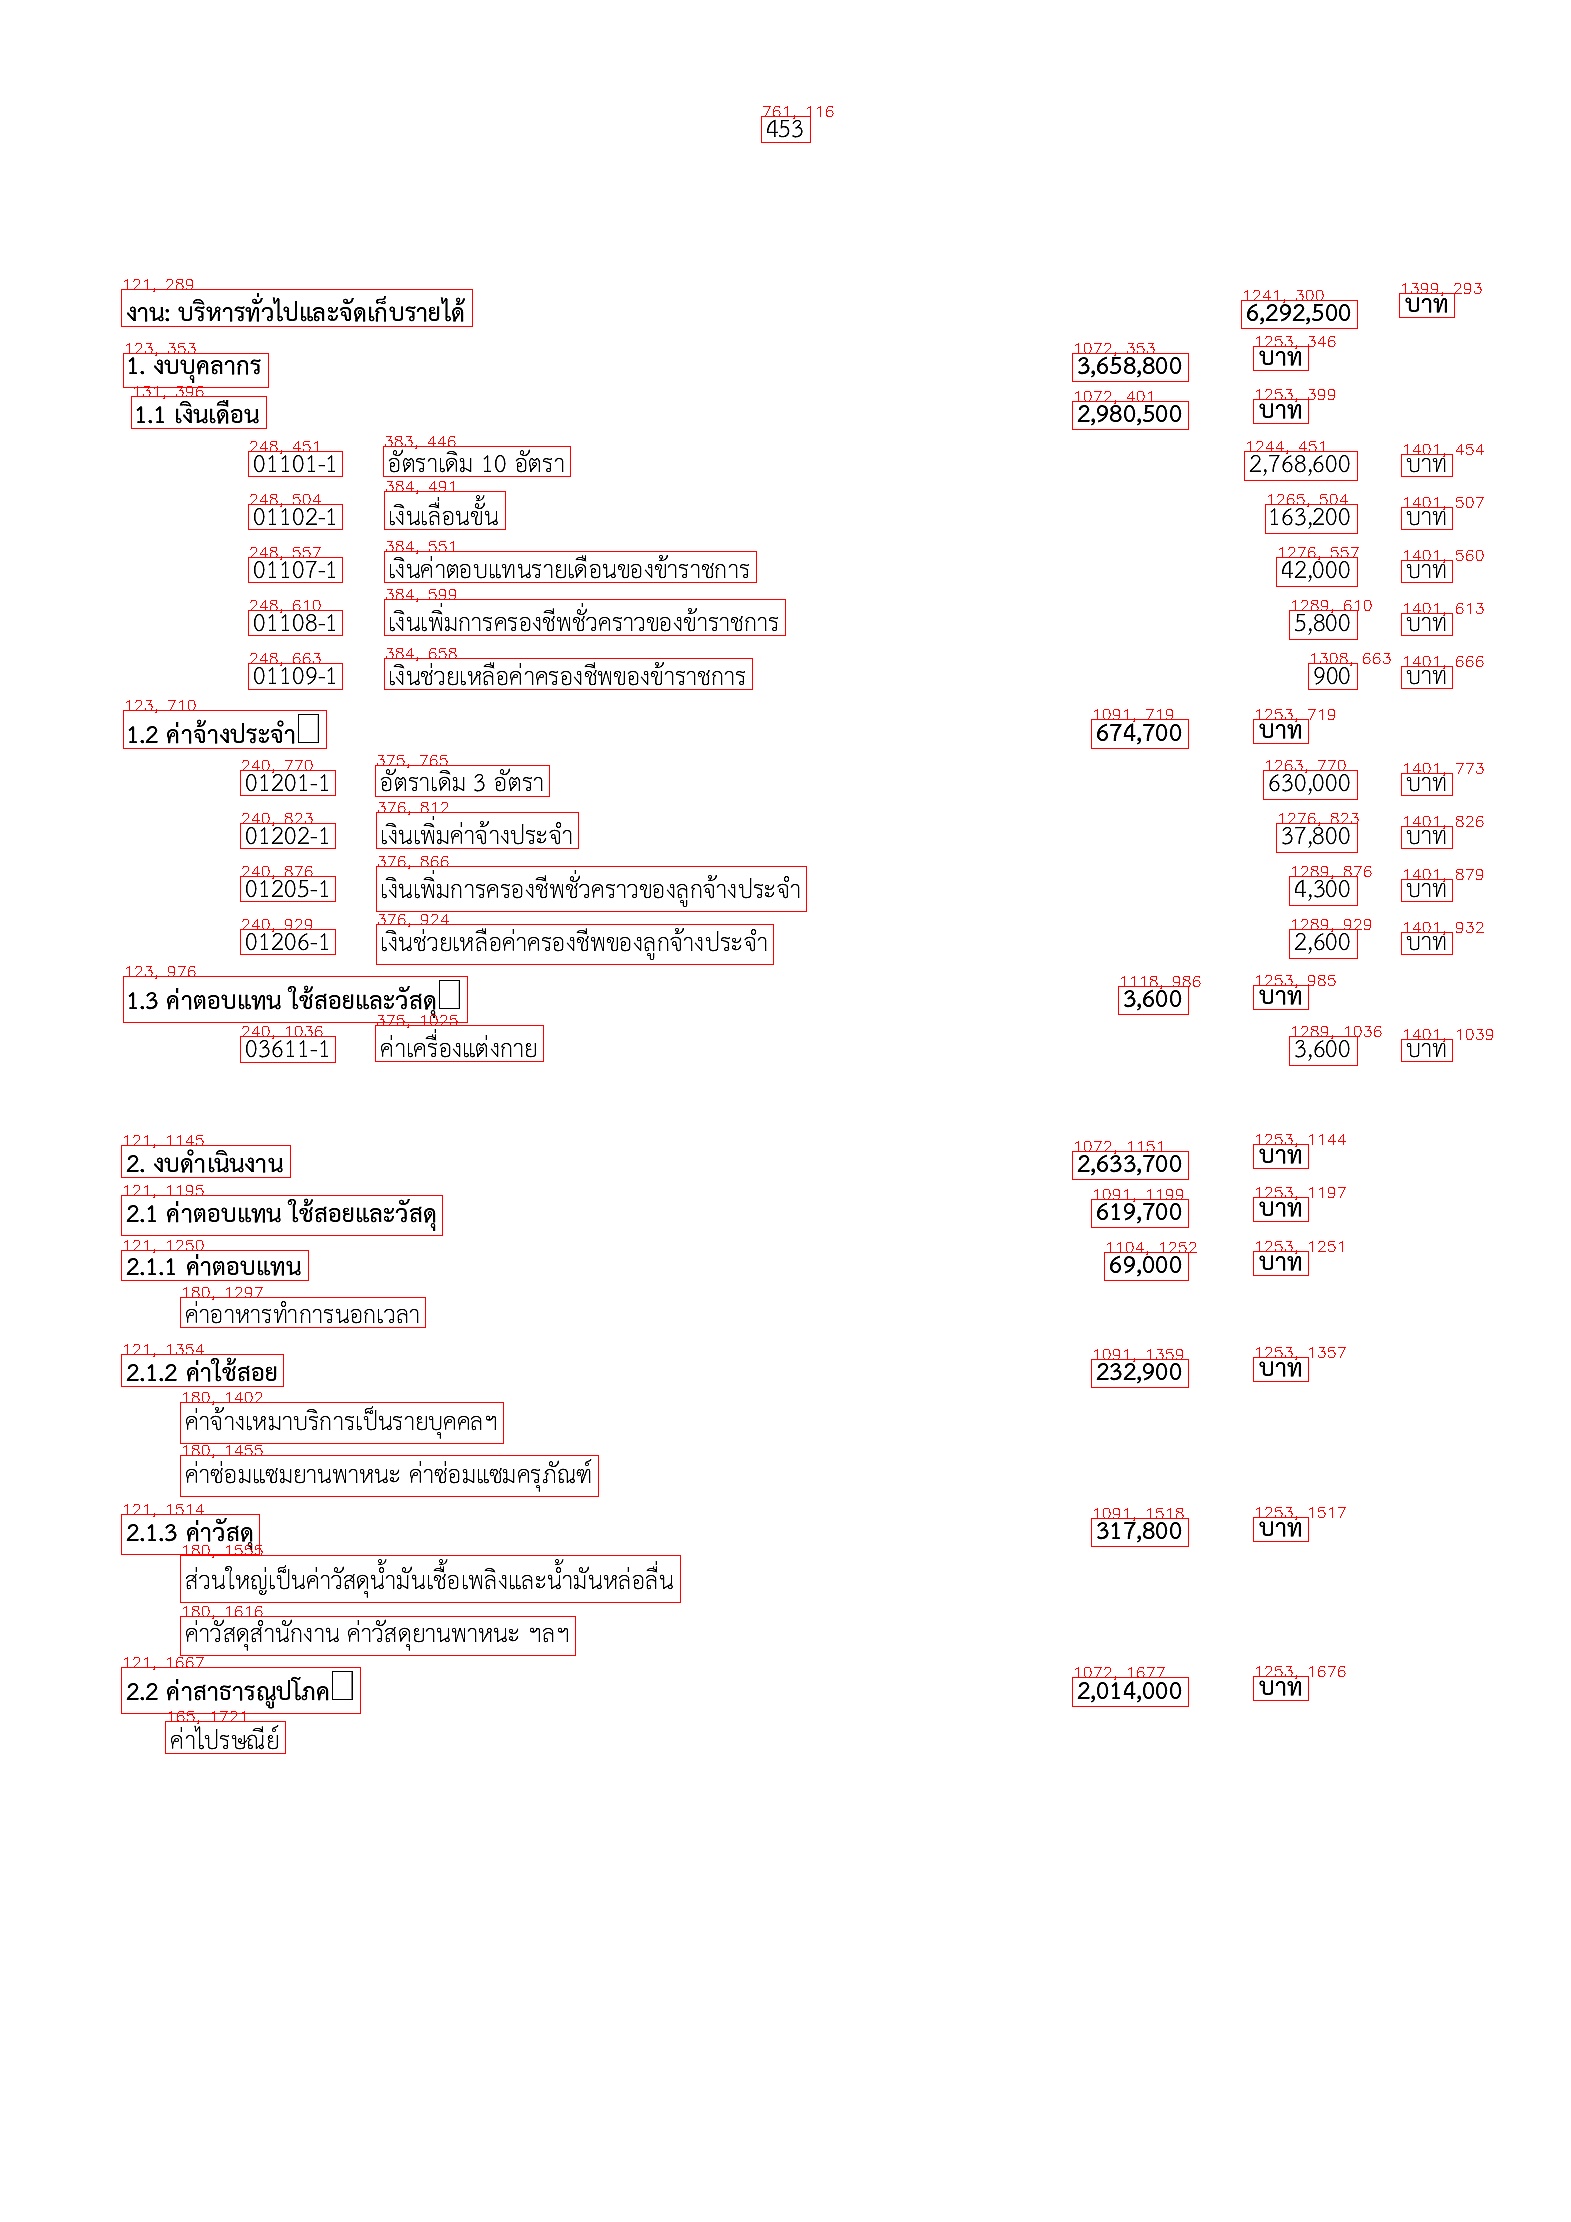 761, 116
453
121, 289 1241, 300 1399, 293
งาน: บริหารทั่วไปและจัดเก็บรายได้ 6,292,500 บาท
123, 353 1072, 353 1253, 346
1. งบบุคลากร 3,658,800 บาท
131, 396 1072, 401 1253, 399
1.1 เงินเดือน 2,980,500 บาท
248, 451 383, 446 1244, 451 1401, 454
01101-1 อัตราเดิม 10 อัตรา 2,768,600 บาท
248, 504 384, 491 1265, 504 1401, 507
01102-1 เงินเลื่อนขั้น 163,200 บาท
248, 557 384, 551 1276, 557 1401, 560
01107-1 เงินค่าตอบแทนรายเดือนของข้าราชการ 42,000 บาท
248, 610 384, 599 1289, 610 1401, 613
01108-1 เงินเพิ่มการครองชีพชั่วคราวของข้าราชการ 5,800 บาท
248, 663 384, 658 1308, 663 1401, 666
01109-1 เงินช่วยเหลือค่าครองชีพของข้าราชการ 900 บาท
123, 710 1091, 719 1253, 719
1.2 ค่าจ้างประจำ 674,700 บาท
240, 770 375, 765 1263, 770 1401, 773
01201-1 อัตราเดิม 3 อัตรา 630,000 บาท
240, 823 376, 812 1276, 823 1401, 826
01202-1 เงินเพิ่มค่าจ้างประจำ 37,800 บาท
240, 876 376, 866 1289, 876 1401, 879
01205-1 เงินเพิ่มการครองชีพชั่วคราวของลูกจ้างประจำ 4,300 บาท
240, 929 376, 924 1289, 929 1401, 932
01206-1 เงินช่วยเหลือค่าครองชีพของลูกจ้างประจำ 2,600 บาท
123, 976 1118, 986 1253, 985
1.3 ค่าตอบแทน ใช้สอยและวัสดุ 3,600 บาท
240, 1036 375, 1025 1289, 1036 1401, 1039
03611-1 ค่าเครื่องแต่งกาย 3,600 บาท
121, 1145 1072, 1151 1253, 1144
2. งบดำเนินงาน 2,633,700 บาท
121, 1195 1091, 1199 1253, 1197
2.1 ค่าตอบแทน ใช้สอยและวัสดุ 619,700 บาท
121, 1250 1104, 1252 1253, 1251
2.1.1 ค่าตอบแทน 69,000 บาท
180, 1297
ค่าอาหารทำการนอกเวลา
121, 1354 1091, 1359 1253, 1357
2.1.2 ค่าใช้สอย 232,900 บาท
180, 1402
ค่าจ้างเหมาบริการเป็นรายบุคคลฯ
180, 1455
ค่าซ่อมแซมยานพาหนะ ค่าซ่อมแซมครุภัณฑ์
121, 1514 1091, 1518 1253, 1517
2.1.3 ค่าวัสดุ 317,800 บาท
180, 1555
ส่วนใหญ่เป็นค่าวัสดุน้ำมันเชื้อเพลิงและน้ำมันหล่อลื่น
180, 1616
ค่าวัสดุสำนักงาน ค่าวัสดุยานพาหนะ ฯลฯ
121, 1667 1072, 1677 1253, 1676
2.2 ค่าสาธารณูปโภค 2,014,000 บาท
165, 1721
ค่าไปรษณีย์